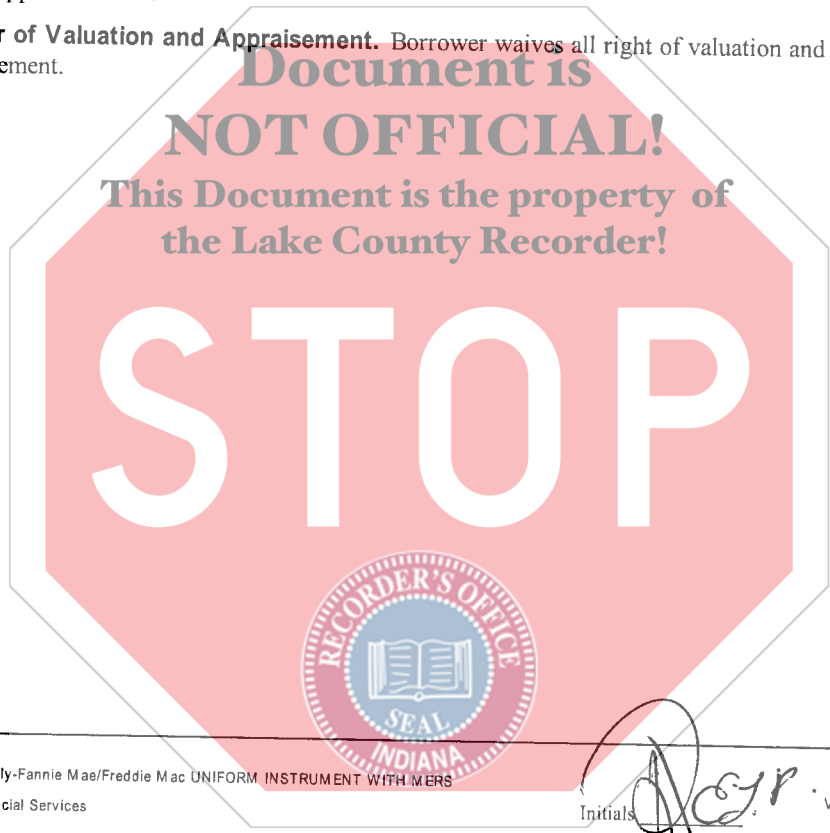 r of Valuation and Appraisement. Borrower waives all right of valuation and
ement.
Document is
NOT OFFICIAL!
This Document is the property of
the Lake County Recorder!
STOP
RECORDER'S OFFICE
SEAL
INDIANA
ly-Fannie Mae/Freddie Mac UNIFORM INSTRUMENT WITH MERS
cial Services
Initials EJP